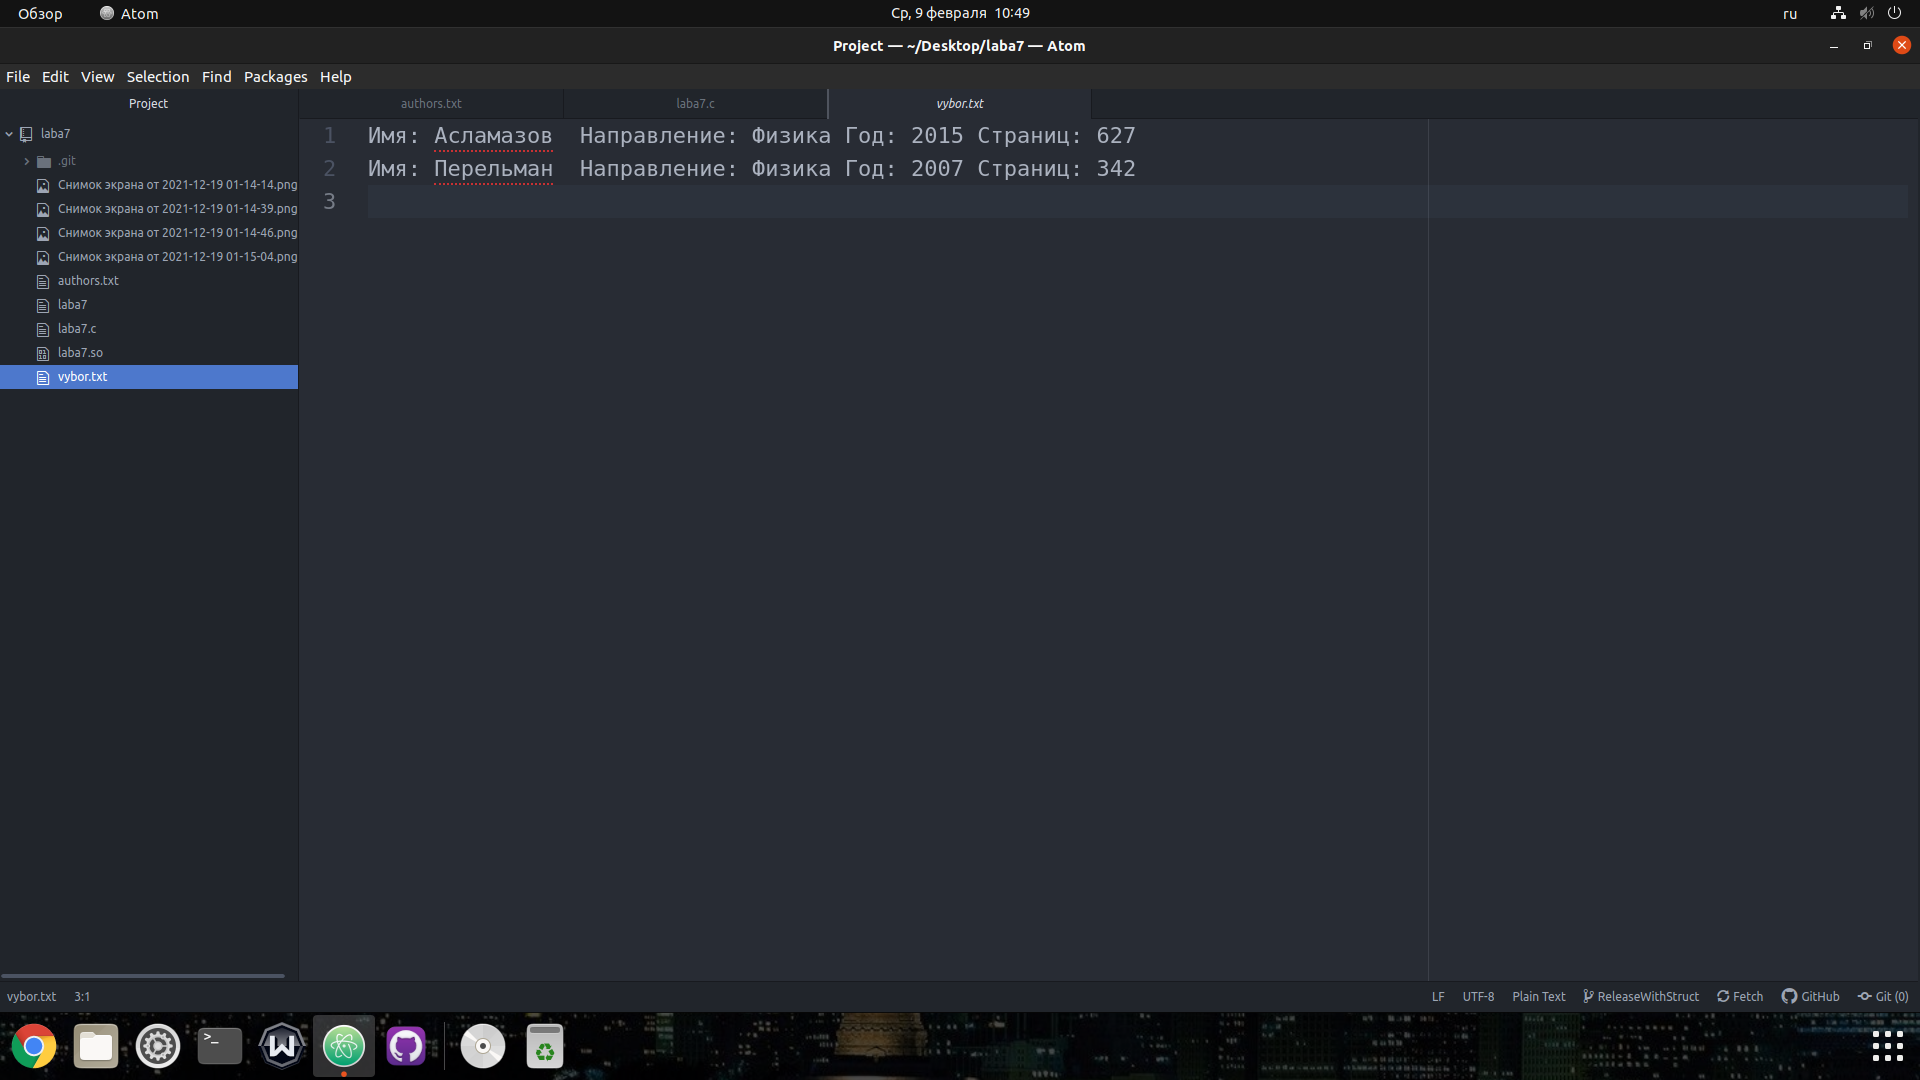 Обзор Atom Ср, 9 февраля 10:49 ru
Project — ~/Desktop/laba7 — Atom
File Edit View Selection Find Packages Help
Project
laba7
.git
Снимок экрана от 2021-12-19 01-14-14.png
Снимок экрана от 2021-12-19 01-14-39.png
Снимок экрана от 2021-12-19 01-14-46.png
Снимок экрана от 2021-12-19 01-15-04.png
authors.txt
laba7
laba7.c
laba7.so
vybor.txt
authors.txt laba7.c vybor.txt
1 Имя: Асламазов  Направление: Физика Год: 2015 Страниц: 627
2 Имя: Перельман  Направление: Физика Год: 2007 Страниц: 342
3
vybor.txt 3:1 LF UTF-8 Plain Text ReleaseWithStruct Fetch GitHub Git (0)
>_ W